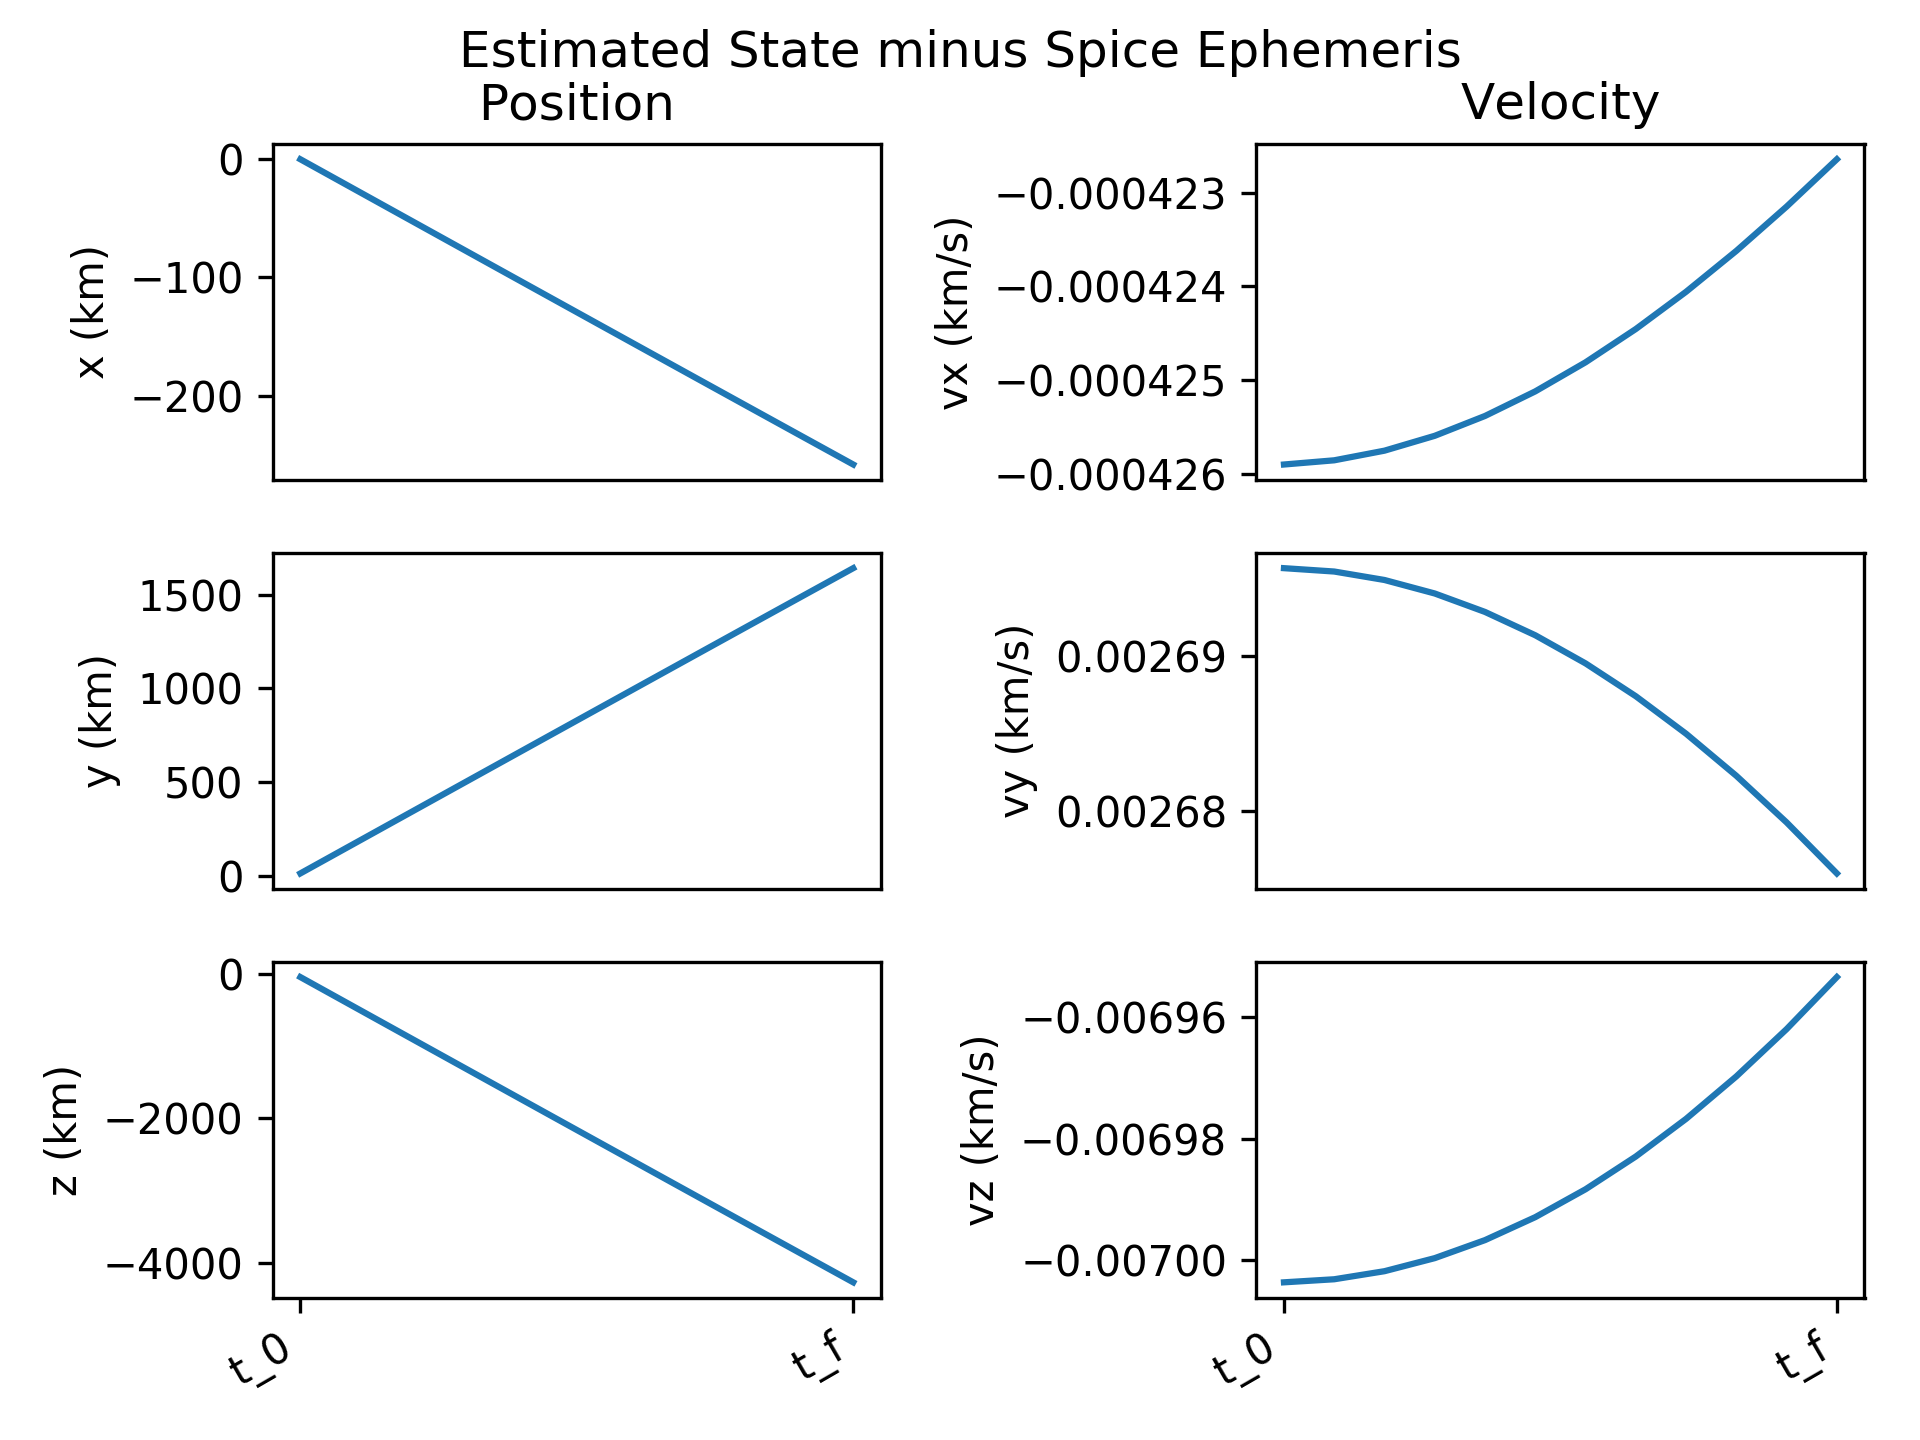 Estimated State minus Spice Ephemeris
Position
Velocity
x (km)
0
−100
−200
vx (km/s)
−0.000423
−0.000424
−0.000425
−0.000426
y (km)
1500
1000
500
0
vy (km/s)
0.00269
0.00268
z (km)
0
−2000
−4000
vz (km/s)
−0.00696
−0.00698
−0.00700
t_0
t_f
t_0
t_f